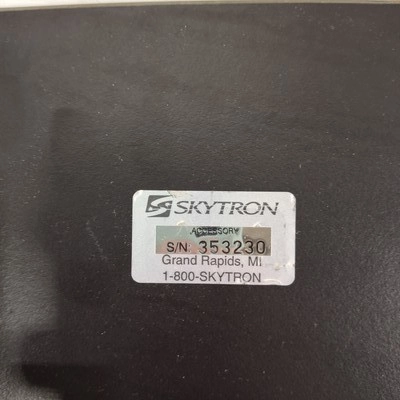 SKYTRON
ACCESSORY
S/N: 353230
Grand Rapids, MI
1-800-SKYTRON